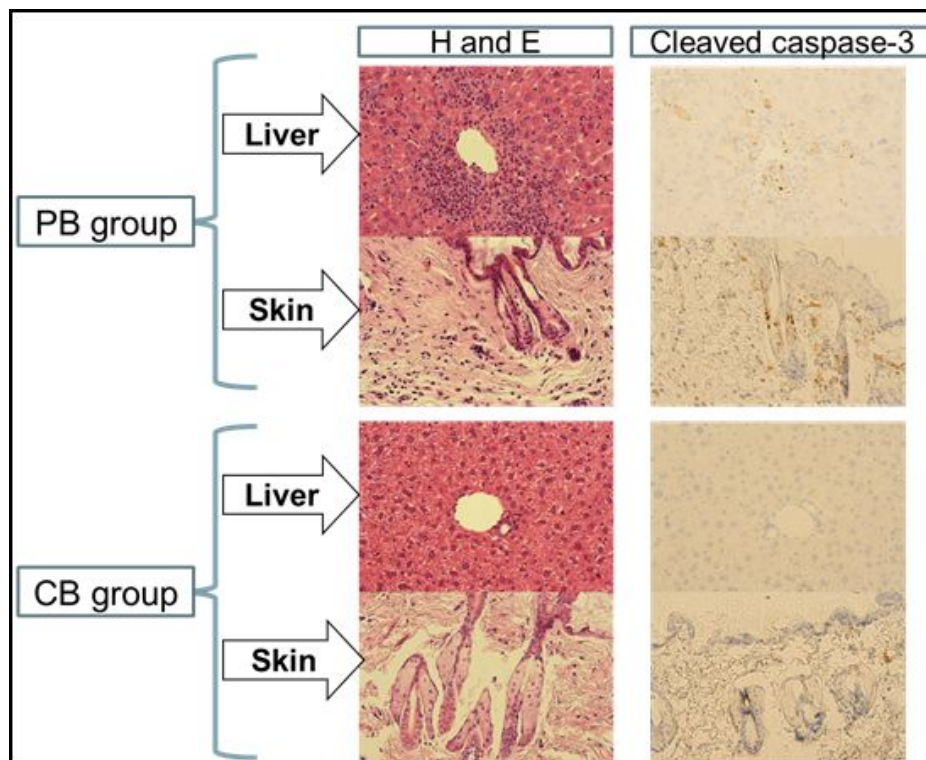 H and E
Cleaved caspase-3
PB group
Liver
Skin
CB group
Liver
Skin